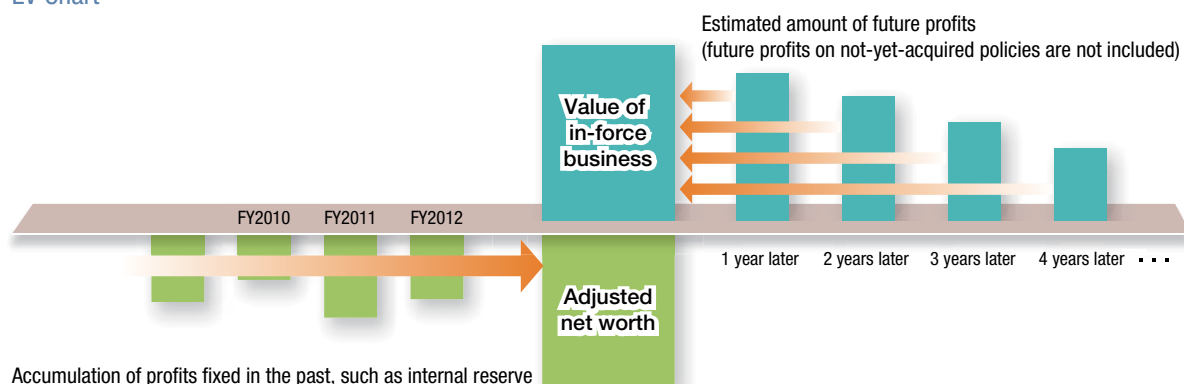 Estimated amount of future profits
(future profits on not-yet-acquired policies are not included)
Value of
in-force
business
FY2010 FY2011 FY2012
1 year later 2 years later 3 years later 4 years later ···
Adjusted
net worth
Accumulation of profits fixed in the past, such as internal reserve